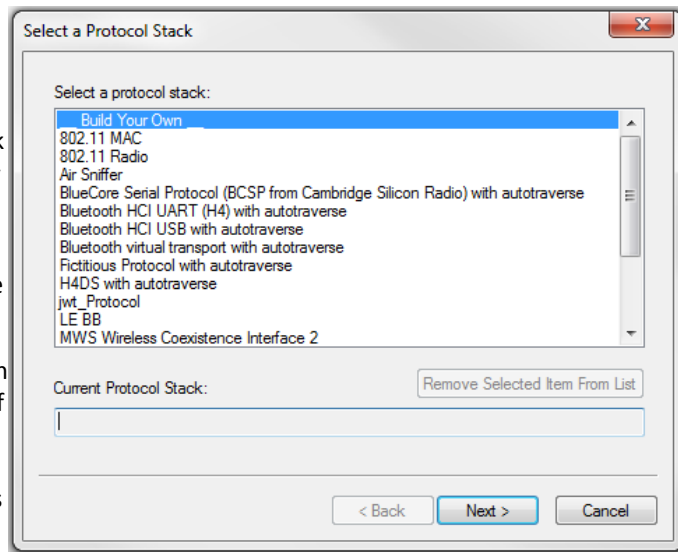 Select a Protocol Stack
Select a protocol stack:
__ Build Your Own __
802.11 MAC
802.11 Radio
Air Sniffer
BlueCore Serial Protocol (BCSP from Cambridge Silicon Radio) with autotraverse
Bluetooth HCI UART (H4) with autotraverse
Bluetooth HCI USB with autotraverse
Bluetooth virtual transport with autotraverse
Fictitious Protocol with autotraverse
H4DS with autotraverse
jwt_Protocol
LE BB
MWS Wireless Coexistence Interface 2
Current Protocol Stack:
Remove Selected Item From List
< Back
Next >
Cancel